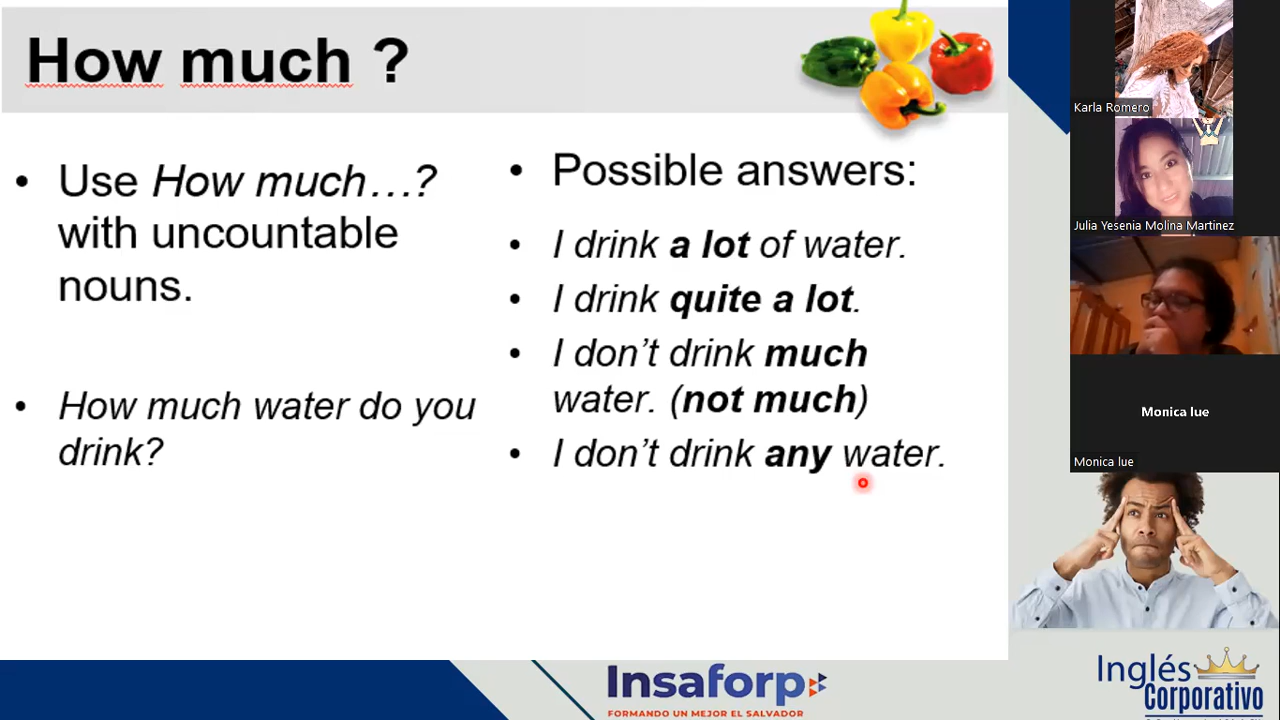 How much ?
Use How much…?
with uncountable
nouns.
How much water do you
drink?
Possible answers:
I drink a lot of water.
I drink quite a lot.
I don’t drink much
water. (not much)
I don’t drink any water.
Karla Romero
Julia Yesenia Molina Martinez
Monica lue
Monica lue
Insaforp
FORMANDO UN MEJOR EL SALVADOR
Inglés
Corporativo